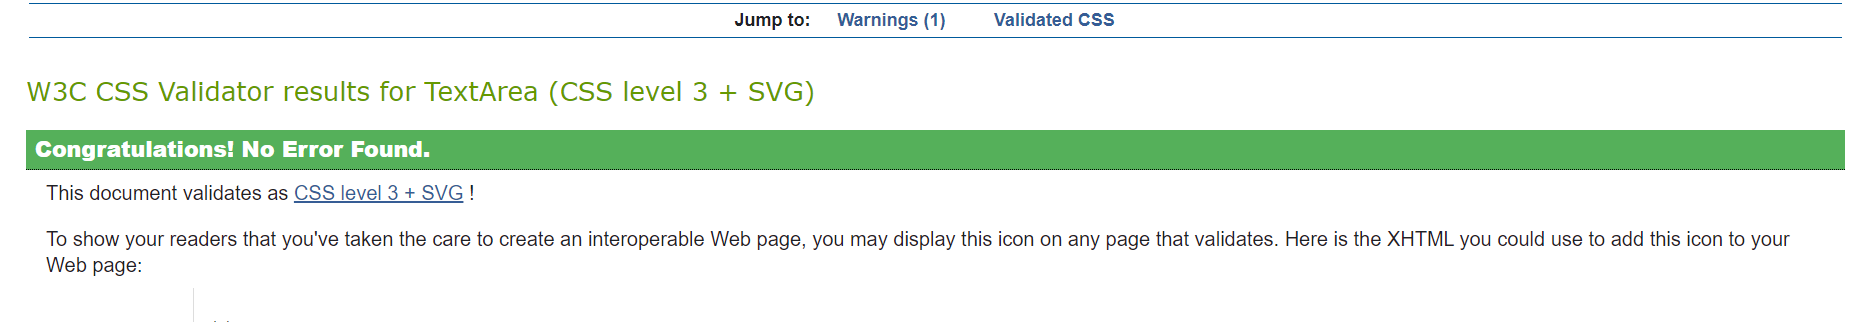 Jump to: Warnings (1) Validated CSS
W3C CSS Validator results for TextArea (CSS level 3 + SVG)
Congratulations! No Error Found.
This document validates as CSS level 3 + SVG !
To show your readers that you've taken the care to create an interoperable Web page, you may display this icon on any page that validates. Here is the XHTML you could use to add this icon to your
Web page: